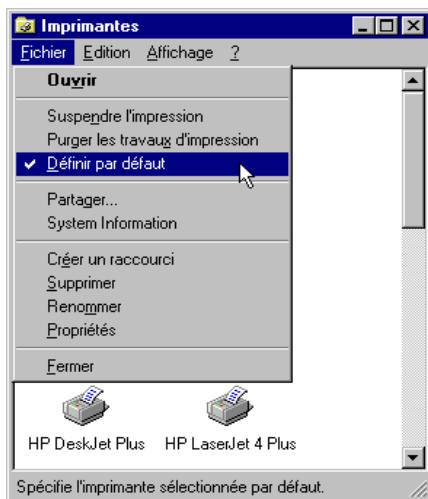 Imprimantes
Fichier Edition Affichage ?
Ouvrir
Suspendre l'impression
Purger les travaux d'impression
Définir par défaut
Partager...
System Information
Créer un raccourci
Supprimer
Renommer
Propriétés
Fermer
HP DeskJet Plus HP LaserJet 4 Plus
Spécifie l'imprimante sélectionnée par défaut.